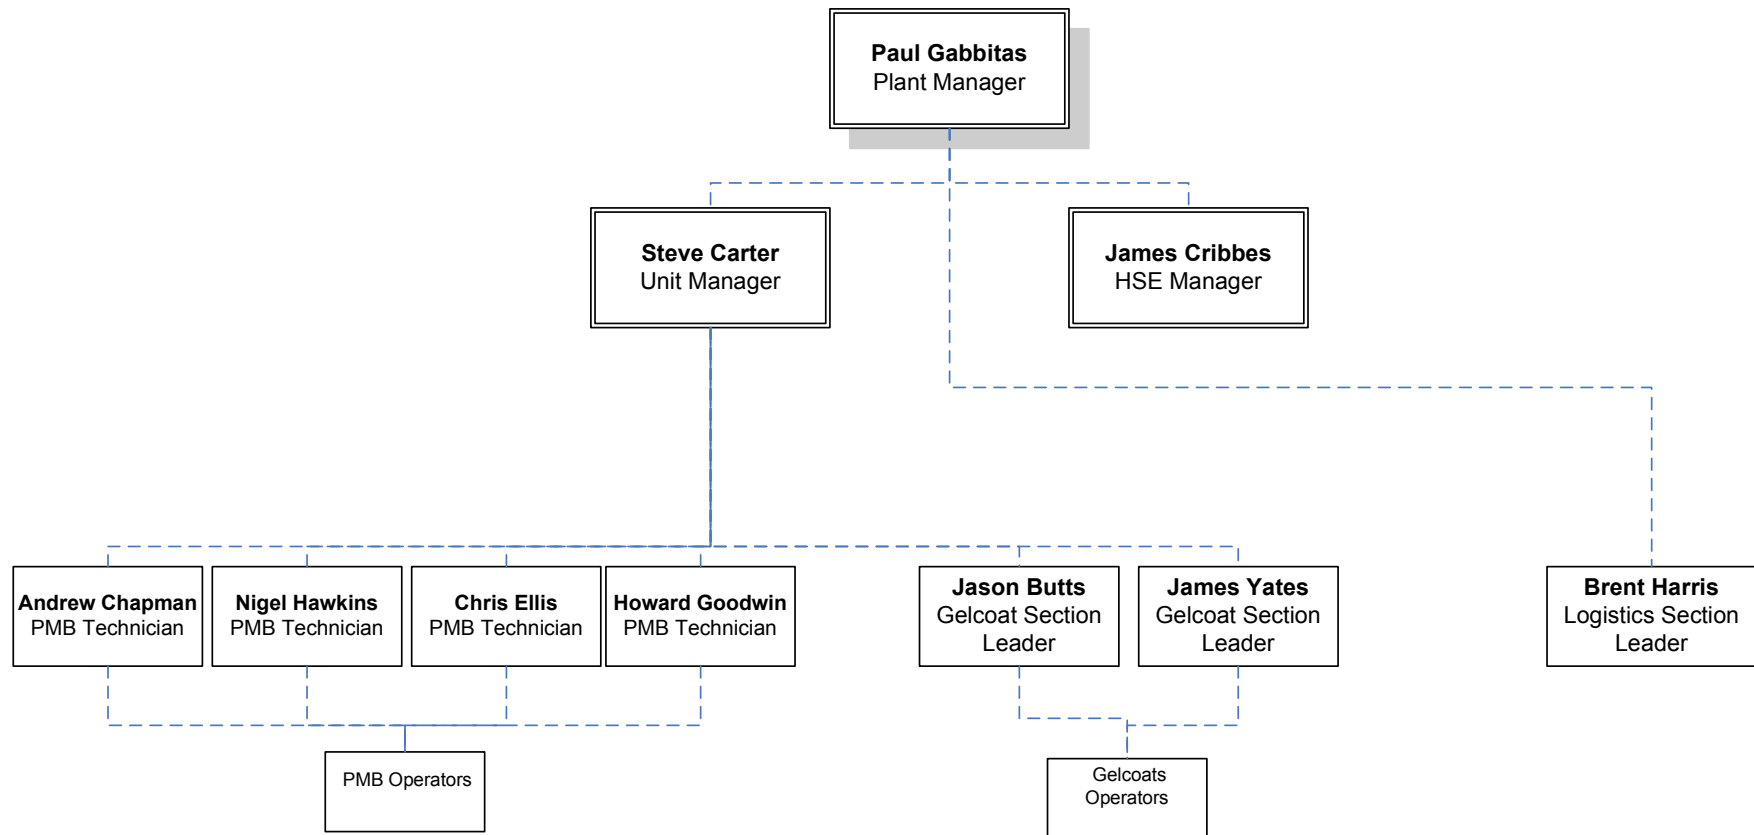 Paul Gabbitas
Plant Manager
Steve Carter
Unit Manager
James Cribbes
HSE Manager
Andrew Chapman
PMB Technician
Nigel Hawkins
PMB Technician
Chris Ellis
PMB Technician
Howard Goodwin
PMB Technician
Jason Butts
Gelcoat Section
Leader
James Yates
Gelcoat Section
Leader
Brent Harris
Logistics Section
Leader
PMB Operators
Gelcoats
Operators